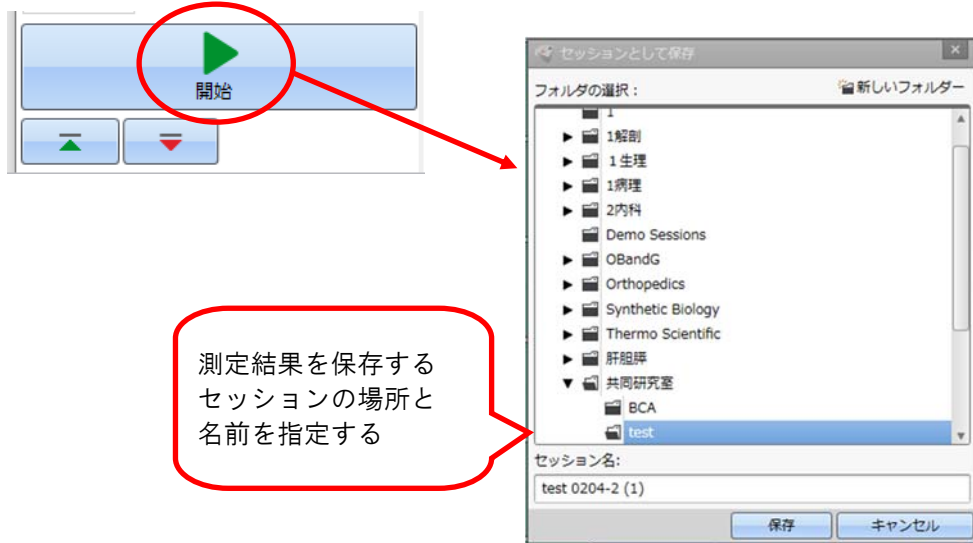 開始
セッションとして保存
フォルダの選択：
新しいフォルダー
1
1解剖
１生理
1病理
2内科
Demo Sessions
OBandG
Orthopedics
Synthetic Biology
Thermo Scientific
肝胆膵
共同研究室
BCA
test
セッション名:
test 0204-2 (1)
保存
キャンセル
測定結果を保存する
セッションの場所と
名前を指定する